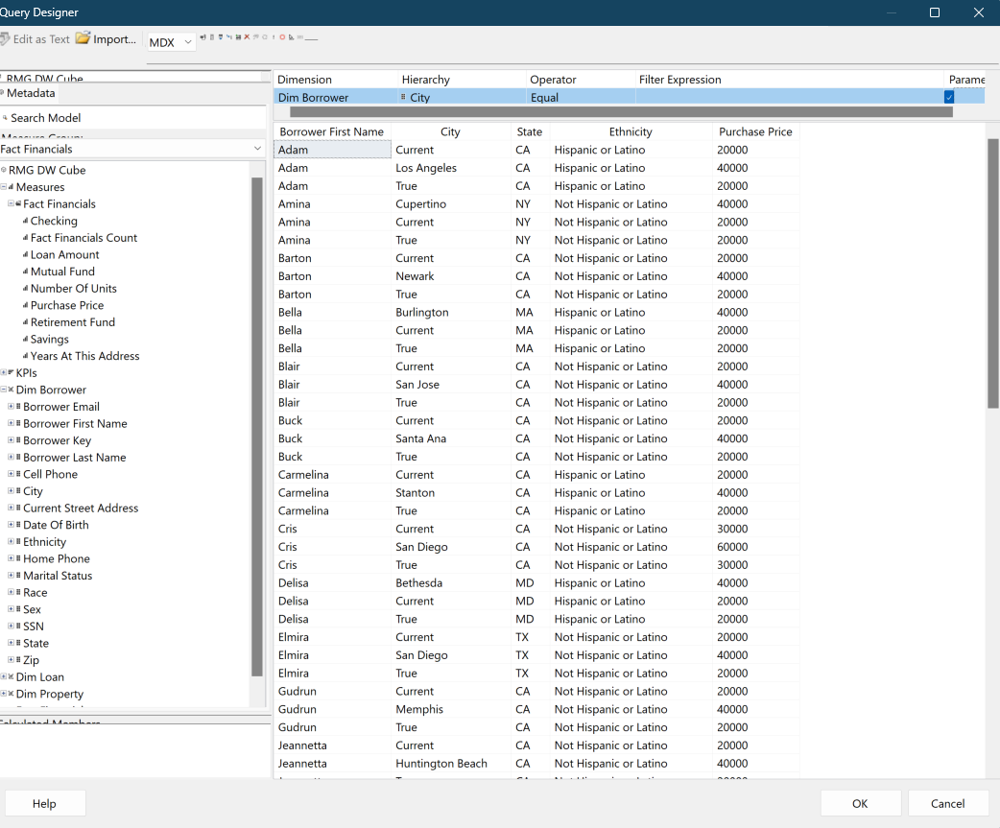 Query Designer
Edit as Text Import... MDX
RMG DW Cube
Metadata
Search Model
Measure Group:
Fact Financials
RMG DW Cube
Measures
Fact Financials
Checking
Fact Financials Count
Loan Amount
Mutual Fund
Number Of Units
Purchase Price
Retirement Fund
Savings
Years At This Address
KPIs
Dim Borrower
Borrower Email
Borrower First Name
Borrower Key
Borrower Last Name
Cell Phone
City
Current Street Address
Date Of Birth
Ethnicity
Home Phone
Marital Status
Race
Sex
SSN
State
Zip
Dim Loan
Dim Property
Calculated Members
Dimension Hierarchy Operator Filter Expression Parame
Dim Borrower City Equal
Borrower First Name City State Ethnicity Purchase Price
Adam Current CA Hispanic or Latino 20000
Adam Los Angeles CA Hispanic or Latino 40000
Adam True CA Hispanic or Latino 20000
Amina Cupertino NY Not Hispanic or Latino 40000
Amina Current NY Not Hispanic or Latino 20000
Amina True NY Not Hispanic or Latino 20000
Barton Current CA Not Hispanic or Latino 20000
Barton Newark CA Not Hispanic or Latino 40000
Barton True CA Not Hispanic or Latino 20000
Bella Burlington MA Hispanic or Latino 40000
Bella Current MA Hispanic or Latino 20000
Bella True MA Hispanic or Latino 20000
Blair Current CA Not Hispanic or Latino 20000
Blair San Jose CA Not Hispanic or Latino 40000
Blair True CA Not Hispanic or Latino 20000
Buck Current CA Not Hispanic or Latino 20000
Buck Santa Ana CA Not Hispanic or Latino 40000
Buck True CA Not Hispanic or Latino 20000
Carmelina Current CA Hispanic or Latino 20000
Carmelina Stanton CA Hispanic or Latino 40000
Carmelina True CA Hispanic or Latino 20000
Cris Current CA Not Hispanic or Latino 30000
Cris San Diego CA Not Hispanic or Latino 60000
Cris True CA Not Hispanic or Latino 30000
Delisa Bethesda MD Hispanic or Latino 40000
Delisa Current MD Hispanic or Latino 20000
Delisa True MD Hispanic or Latino 20000
Elmira Current TX Not Hispanic or Latino 20000
Elmira San Diego TX Not Hispanic or Latino 40000
Elmira True TX Not Hispanic or Latino 20000
Gudrun Current CA Not Hispanic or Latino 20000
Gudrun Memphis CA Not Hispanic or Latino 40000
Gudrun True CA Not Hispanic or Latino 20000
Jeannetta Current CA Not Hispanic or Latino 20000
Jeannetta Huntington Beach CA Not Hispanic or Latino 40000
Help OK Cancel